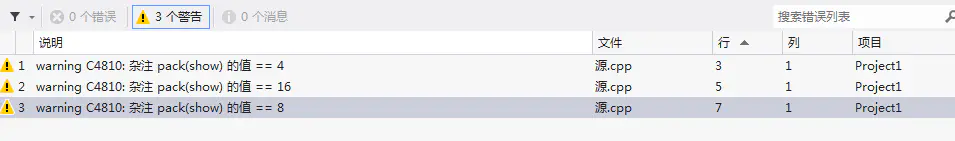 0 个错误 3 个警告 0 个消息 搜索错误列表
说明 文件 行 列 项目
1 warning C4810: 杂注 pack(show) 的值 == 4 源.cpp 3 1 Project1
2 warning C4810: 杂注 pack(show) 的值 == 16 源.cpp 5 1 Project1
3 warning C4810: 杂注 pack(show) 的值 == 8 源.cpp 7 1 Project1